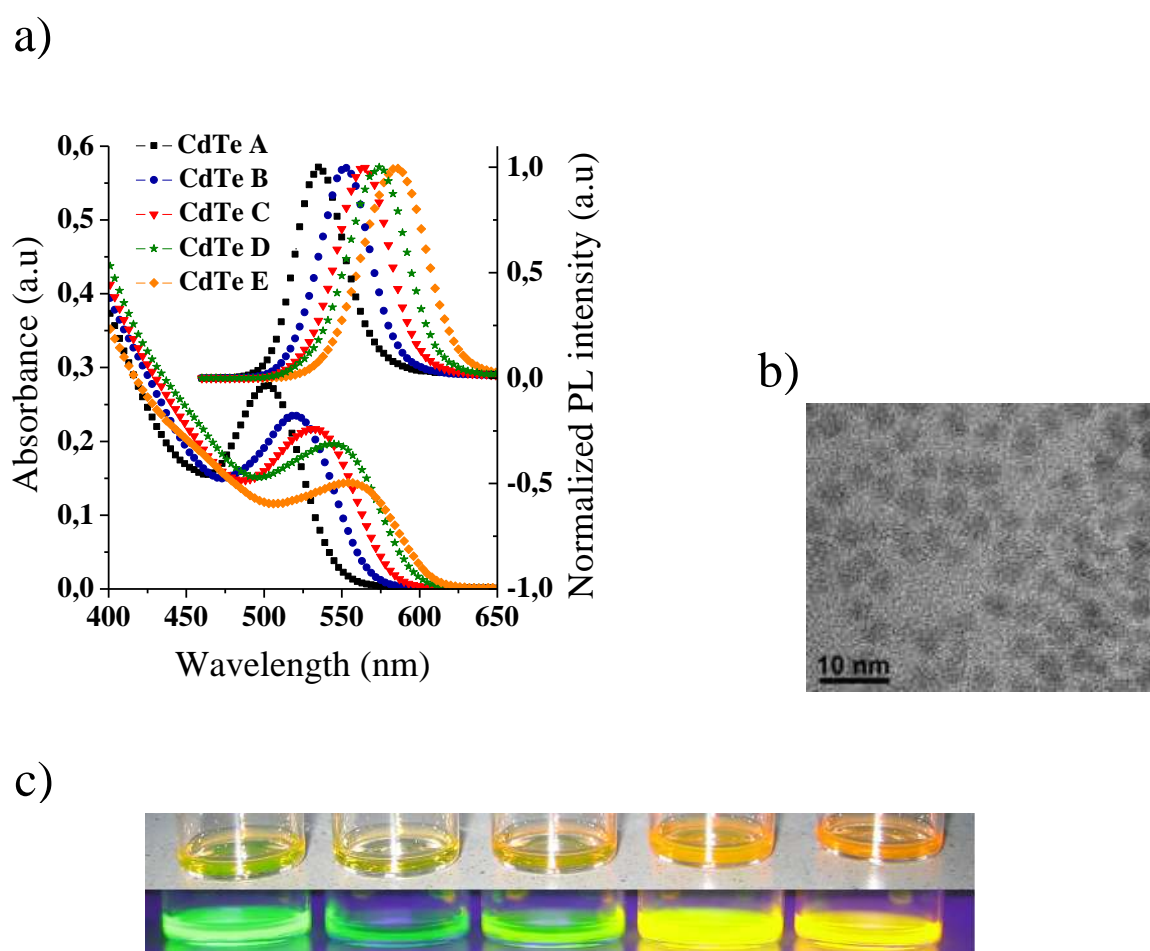 a)
CdTe A
CdTe B
CdTe C
CdTe D
CdTe E
0,6
0,5
0,4
0,3
0,2
0,1
0,0
Absorbance (a.u)
1,0
0,5
0,0
-0,5
-1,0
Normalized PL intensity (a.u)
400 450 500 550 600 650
Wavelength (nm)
b)
10 nm
c)